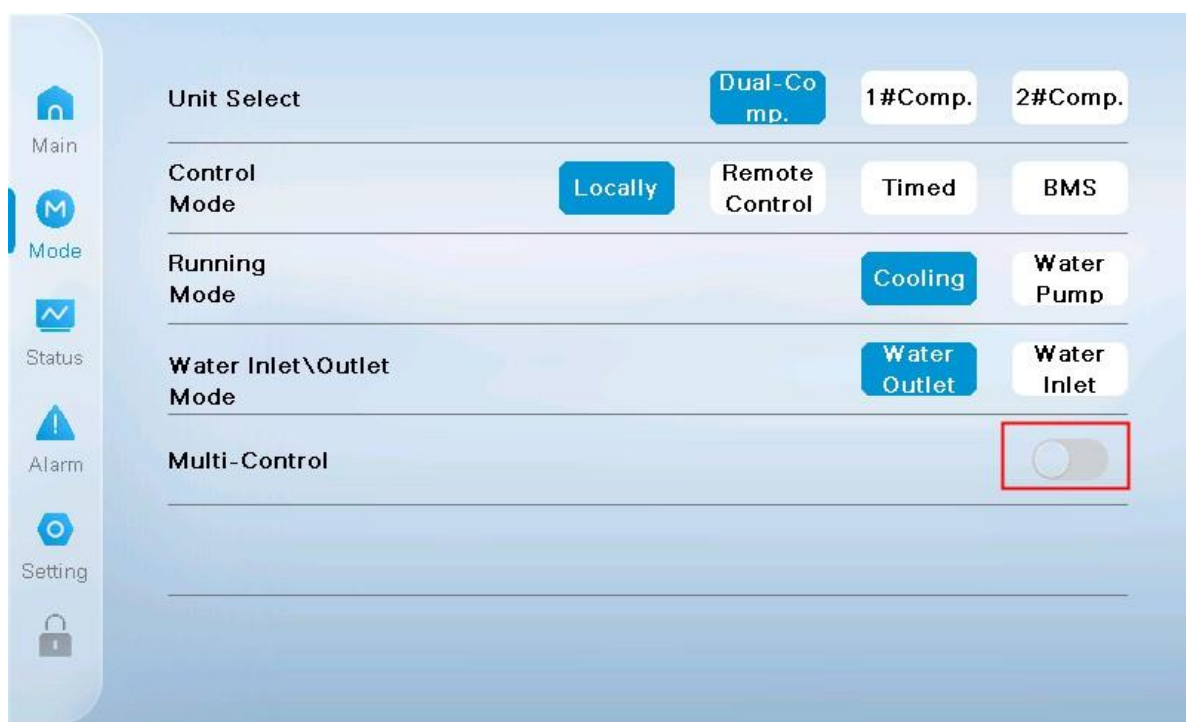 Unit Select
Dual-Co
mp.
1#Comp.
2#Comp.
Main
Control
Mode
Locally
Remote
Control
Timed
BMS
M
Mode
Running
Mode
Cooling
Water
Pump
Status
Water Inlet\Outlet
Mode
Water
Outlet
Water
Inlet
!
Alarm
Multi-Control
Setting